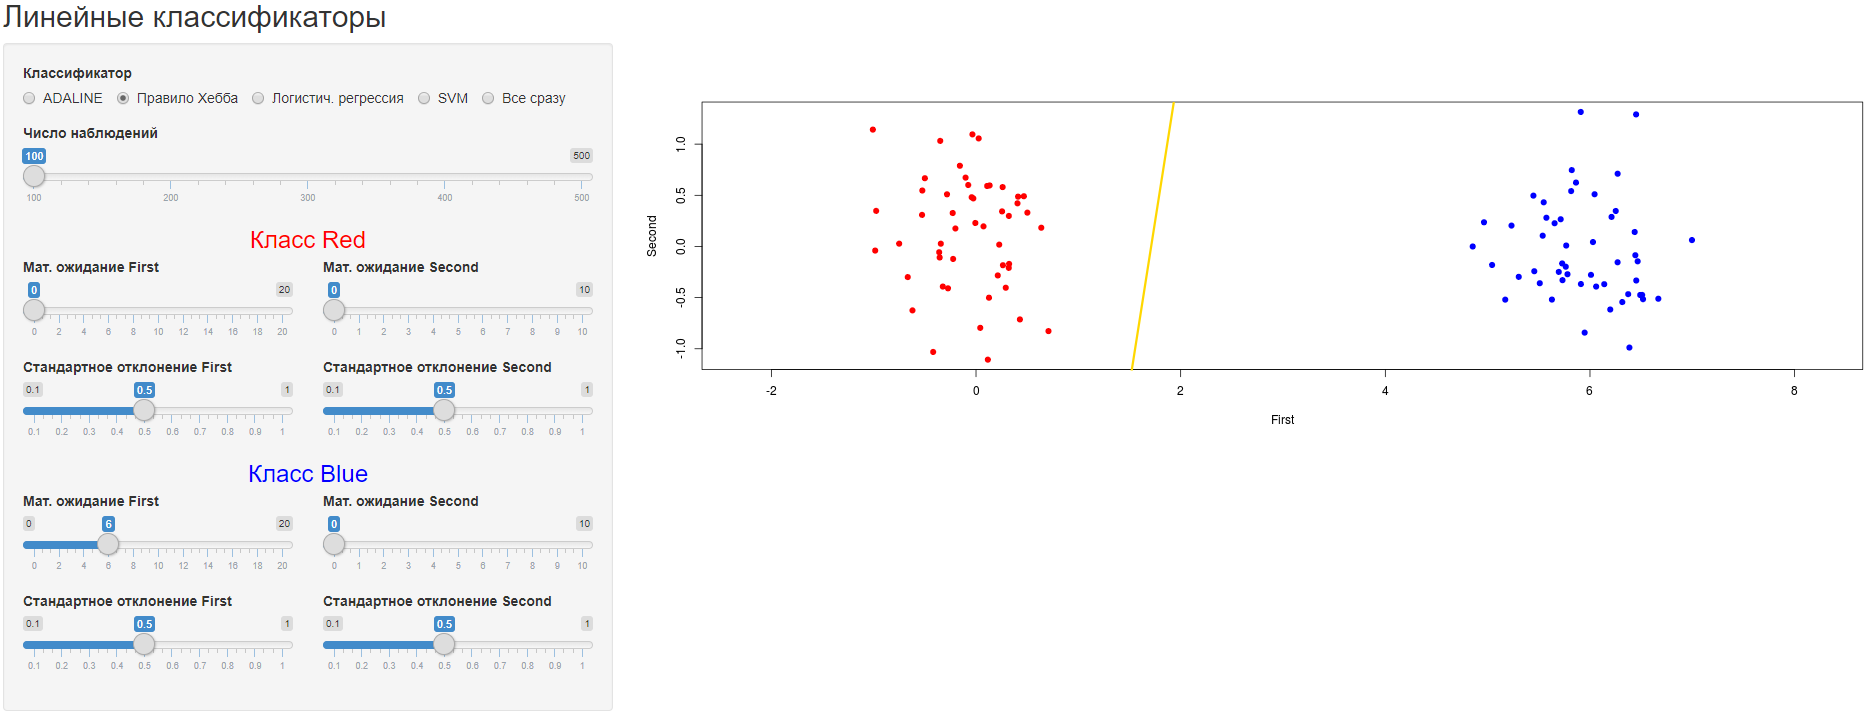 Линейные классификаторы
Классификатор
ADALINE Правило Хебба Логистич. регрессия SVM Все сразу
Число наблюдений
100 500
100 200 300 400 500
Класс Red
Мат. ожидание First Мат. ожидание Second
0 20 0 10
0 2 4 6 8 10 12 14 16 18 20 0 1 2 3 4 5 6 7 8 9 10
Стандартное отклонение First Стандартное отклонение Second
0.1 0.5 1 0.1 0.5 1
0.1 0.2 0.3 0.4 0.5 0.6 0.7 0.8 0.9 1 0.1 0.2 0.3 0.4 0.5 0.6 0.7 0.8 0.9 1
Класс Blue
Мат. ожидание First Мат. ожидание Second
0 6 20 0 10
0 2 4 6 8 10 12 14 16 18 20 0 1 2 3 4 5 6 7 8 9 10
Стандартное отклонение First Стандартное отклонение Second
0.1 0.5 1 0.1 0.5 1
0.1 0.2 0.3 0.4 0.5 0.6 0.7 0.8 0.9 1 0.1 0.2 0.3 0.4 0.5 0.6 0.7 0.8 0.9 1
Second
1.0
0.5
0.0
-0.5
-1.0
-2 0 2 4 6 8
First